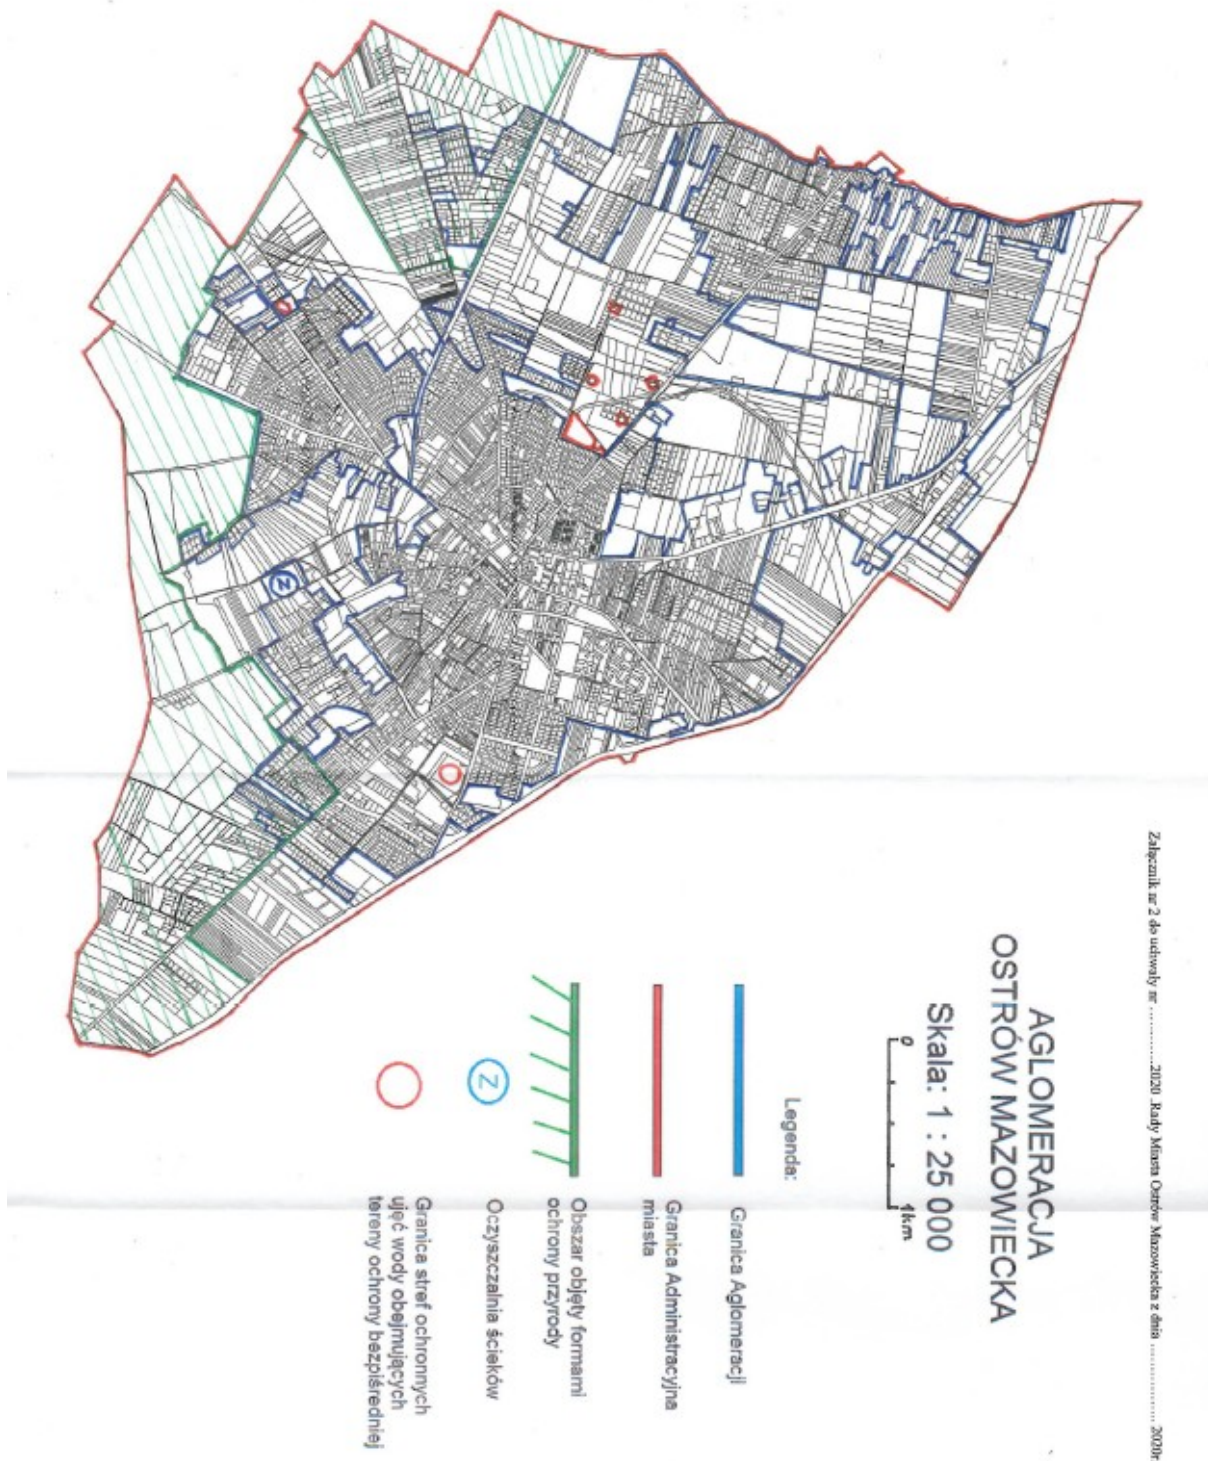 Załącznik nr 2 do uchwały nr .............2020 .Rady Miasta Ostrów Mazowiecka z dnia .................. 2020r.
AGLOMERACJA
OSTRÓW MAZOWIECKA
Skala: 1 : 25 000
0 1km
Legenda:
Granica Aglomeracji
Granica Administracyjna
miasta
Obszar objęty formami
ochrony przyrody
Z
Oczyszczalnia ścieków
Granica stref ochronnych
ujęć wody obejmujących
tereny ochrony bezpiśredniej
Z